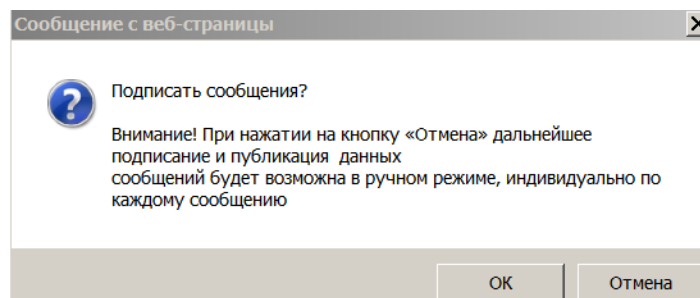 Сообщение с веб-страницы
Подписать сообщения?
Внимание! При нажатии на кнопку «Отмена» дальнейшее
подписание и публикация  данных
сообщений будет возможна в ручном режиме, индивидуально по
каждому сообщению
ОК
Отмена